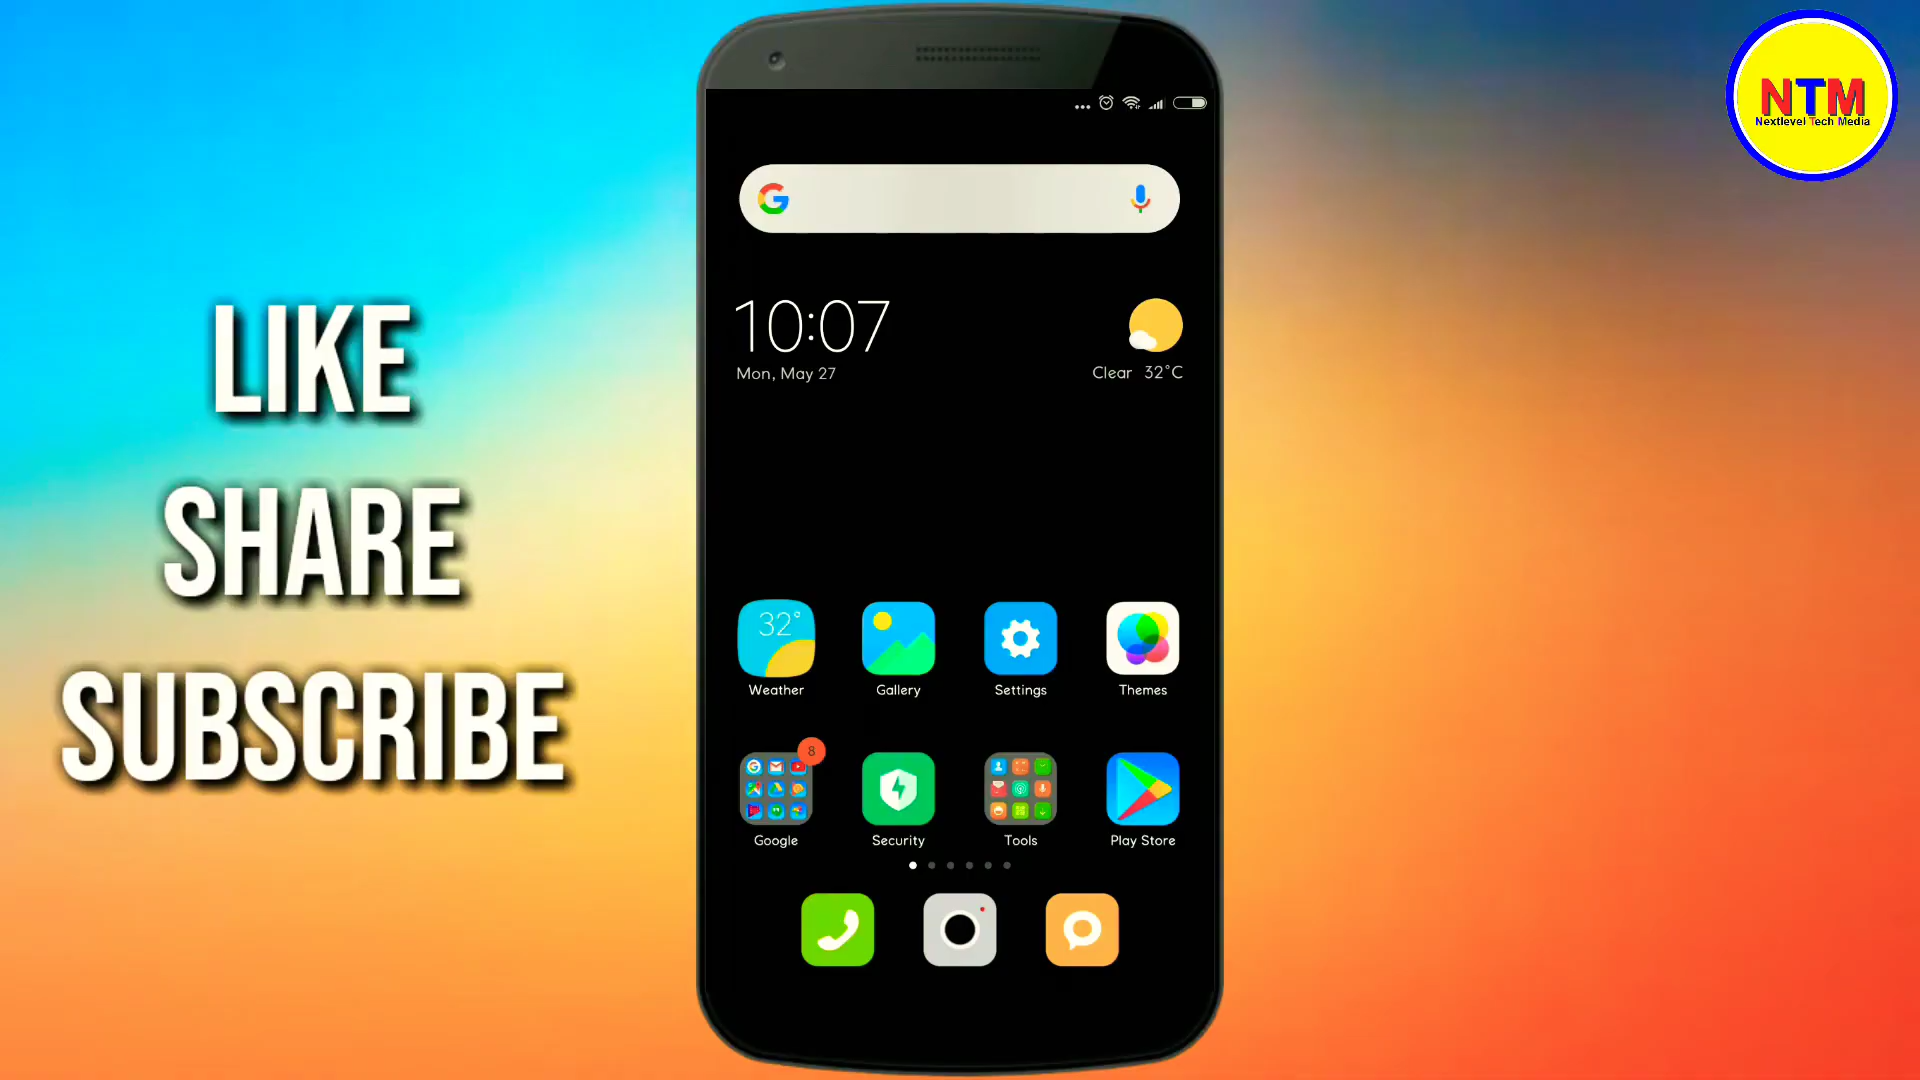 LIKE
SHARE
SUBSCRIBE
NTM
Nextlevel Tech Media
10:07
Mon, May 27
Clear 32°C
32°
Weather
Gallery
Settings
Themes
8
Google
Security
Tools
Play Store